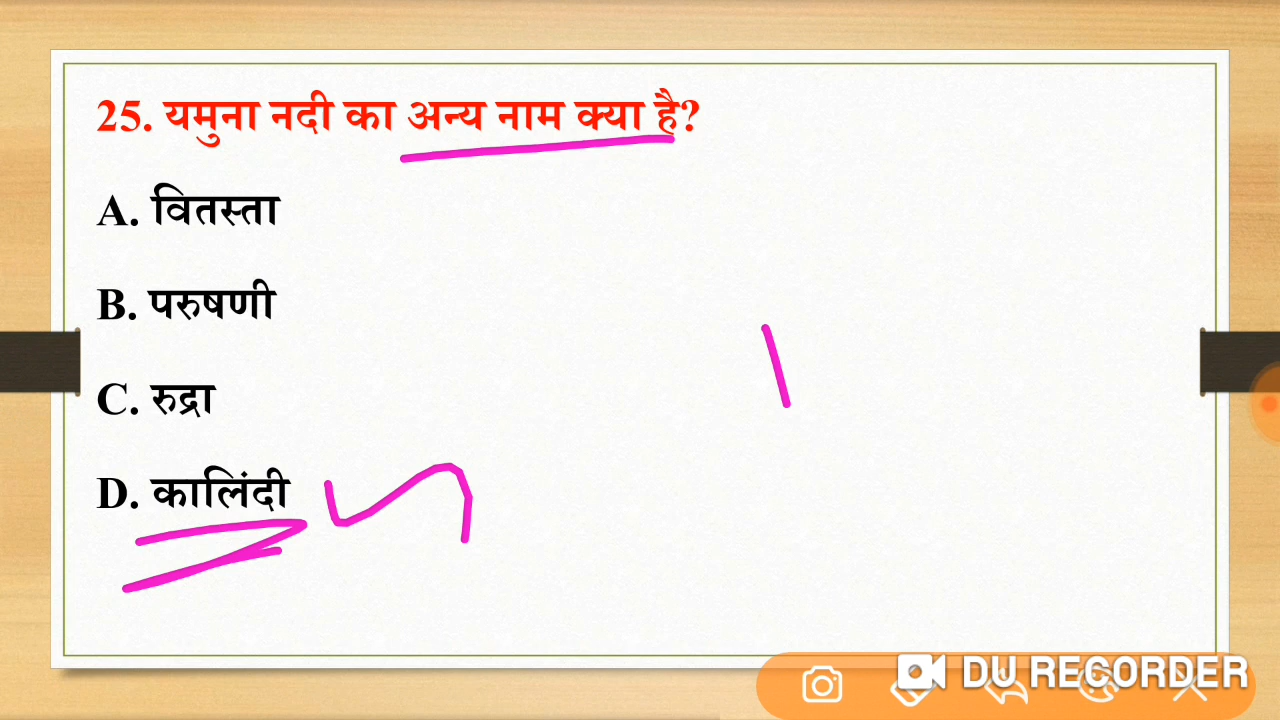 25. यमुना नदी का अन्य नाम क्या है?
A. वितस्ता
B. परुषणी
C. रुद्रा
D. कालिंदी
DU RECORDER